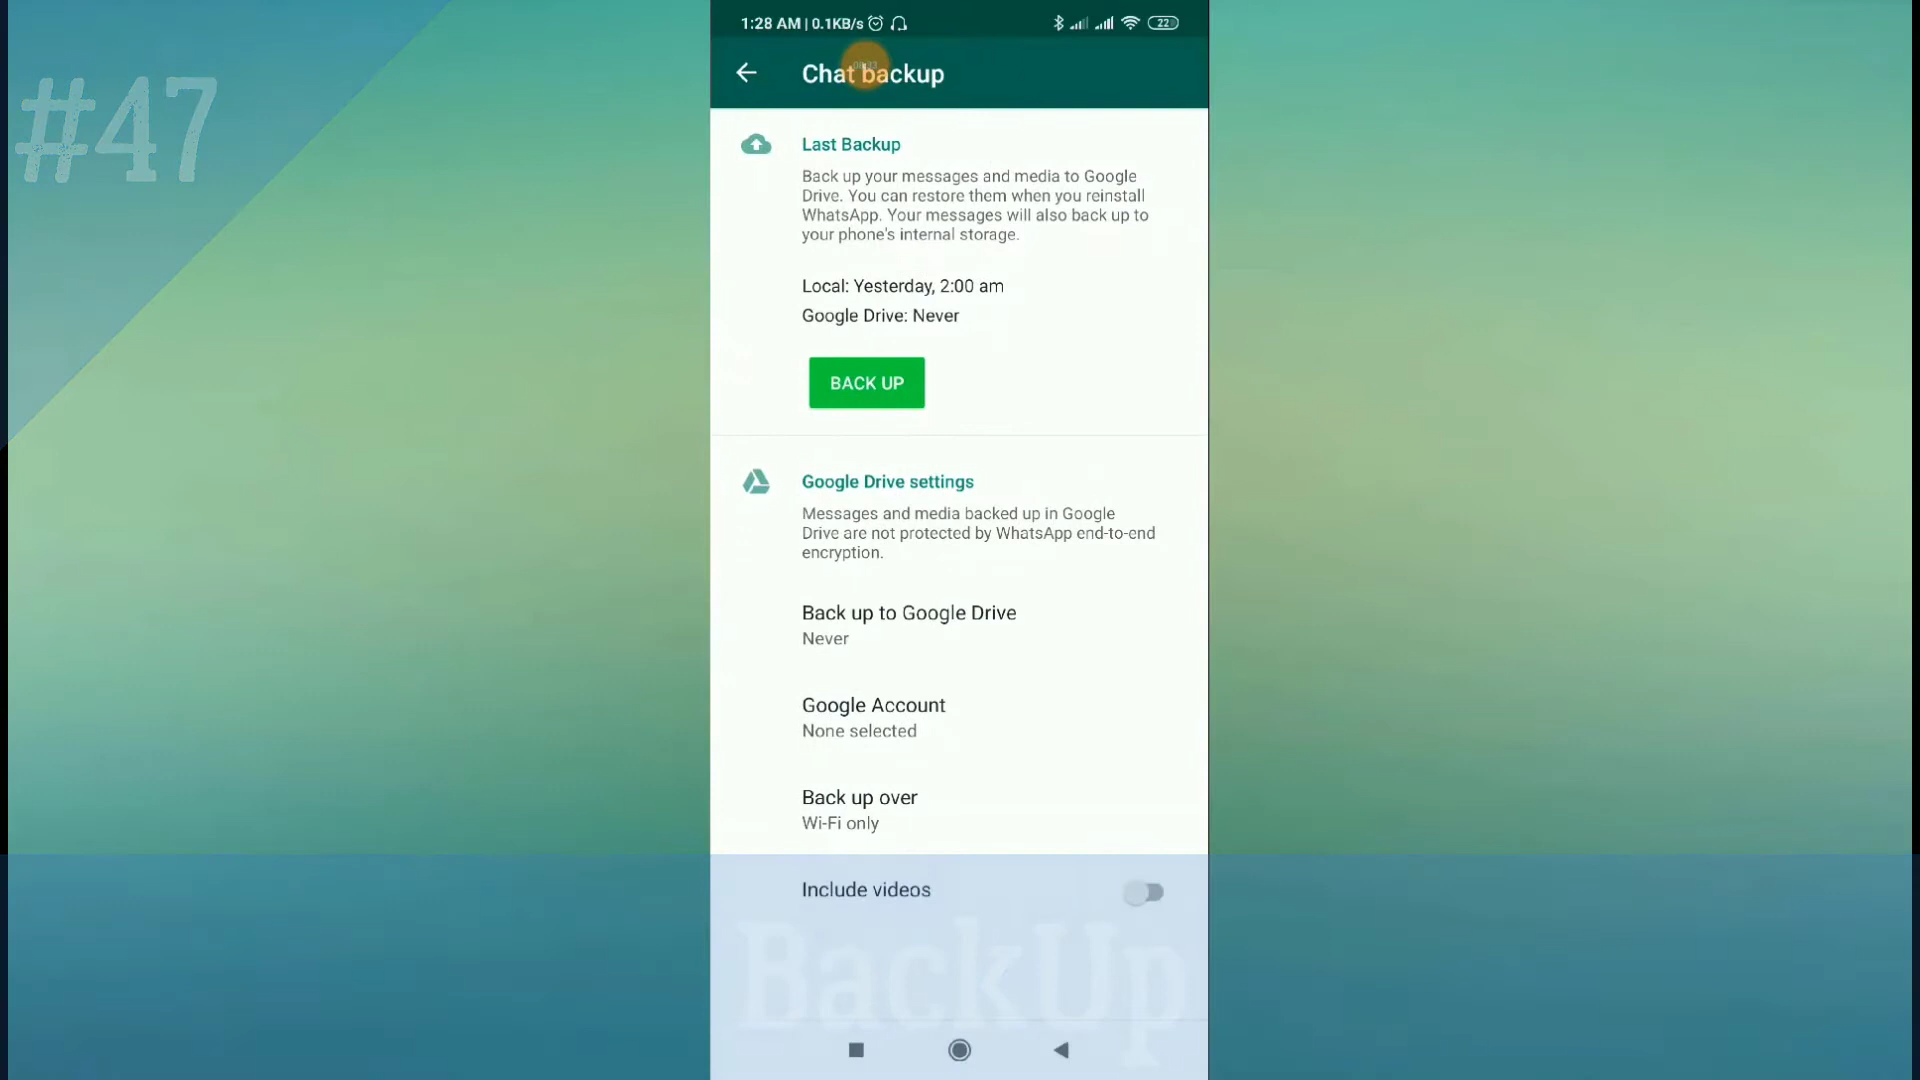 #47
1:28 AM | 0.1KB/s
22
Chat backup
Last Backup
Back up your messages and media to Google
Drive. You can restore them when you reinstall
WhatsApp. Your messages will also back up to
your phone's internal storage.
Local: Yesterday, 2:00 am
Google Drive: Never
BACK UP
Google Drive settings
Messages and media backed up in Google
Drive are not protected by WhatsApp end-to-end
encryption.
Back up to Google Drive
Never
Google Account
None selected
Back up over
Wi-Fi only
Include videos
BackUp